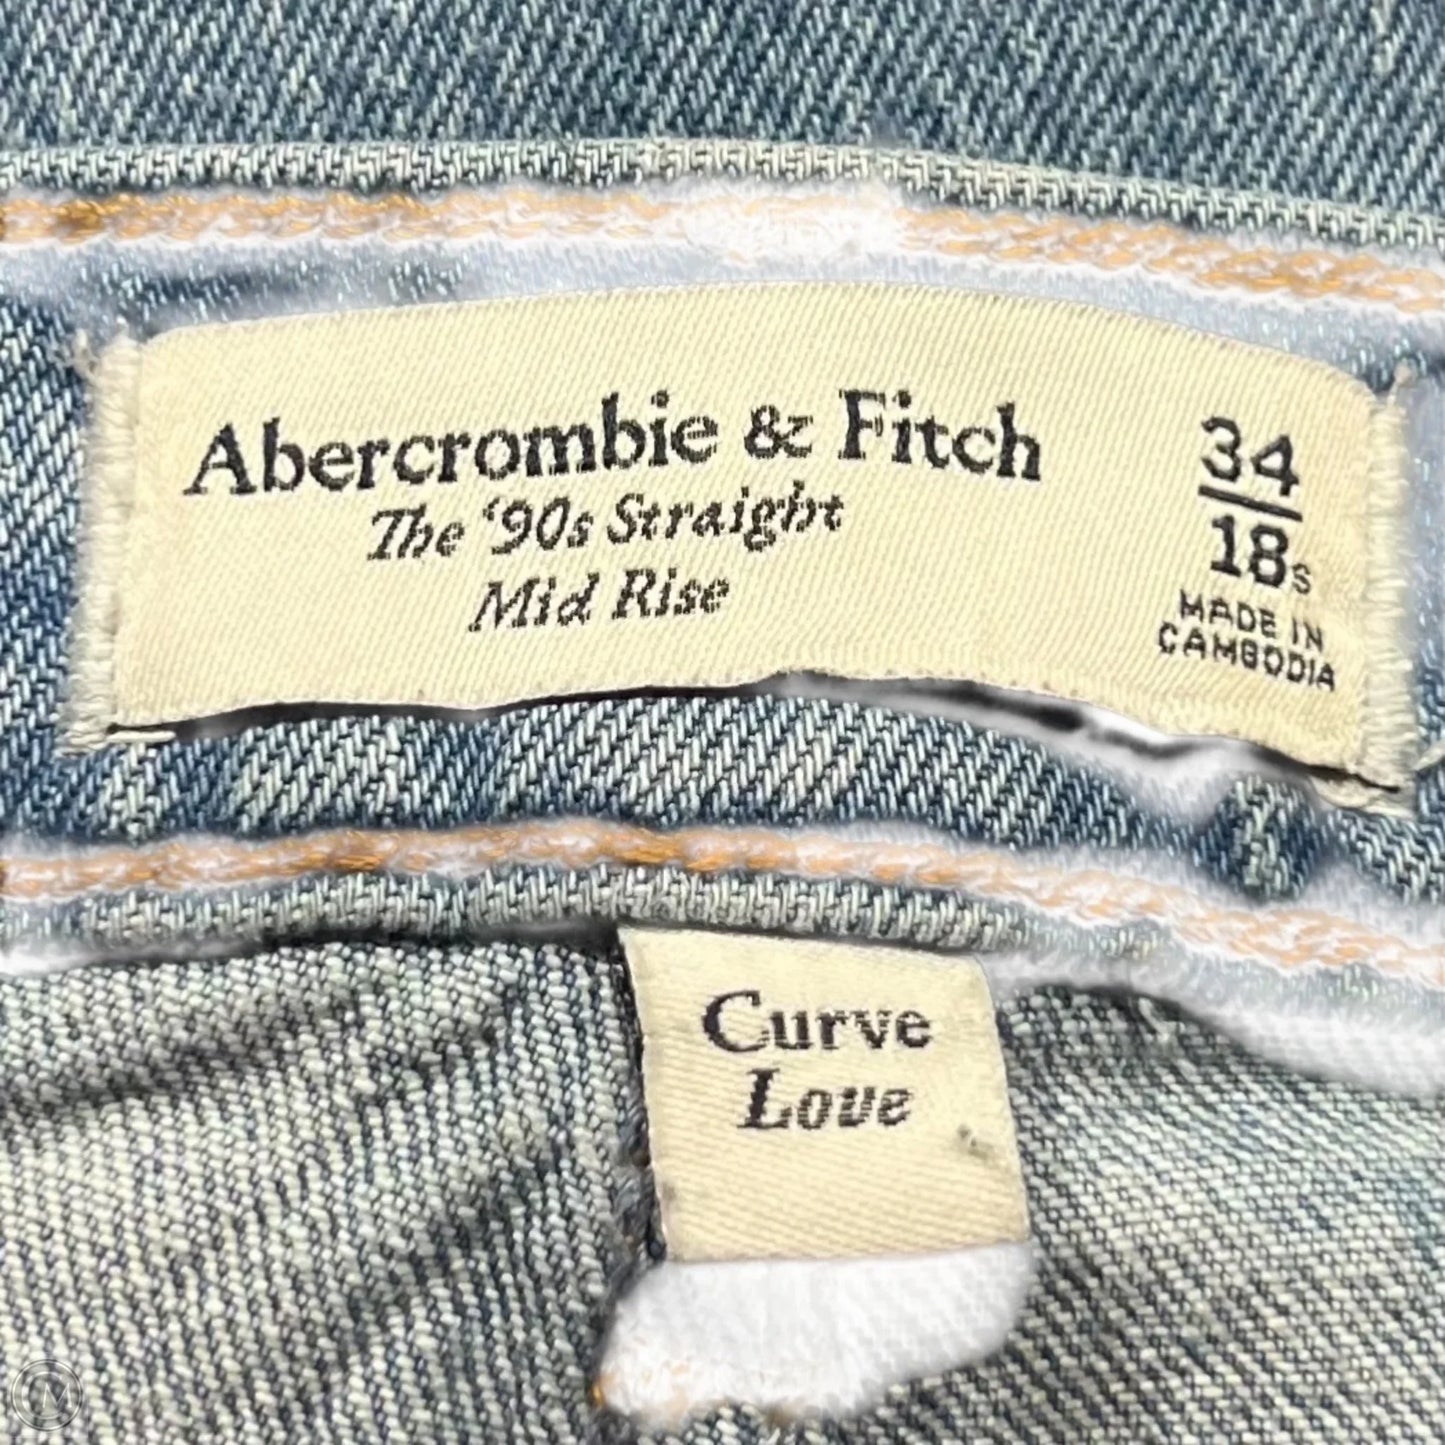 Abercrombie & Fitch
The ‘90s Straight
Mid Rise
34
18s
MADE IN
CAMBODIA
Curve
Love
M